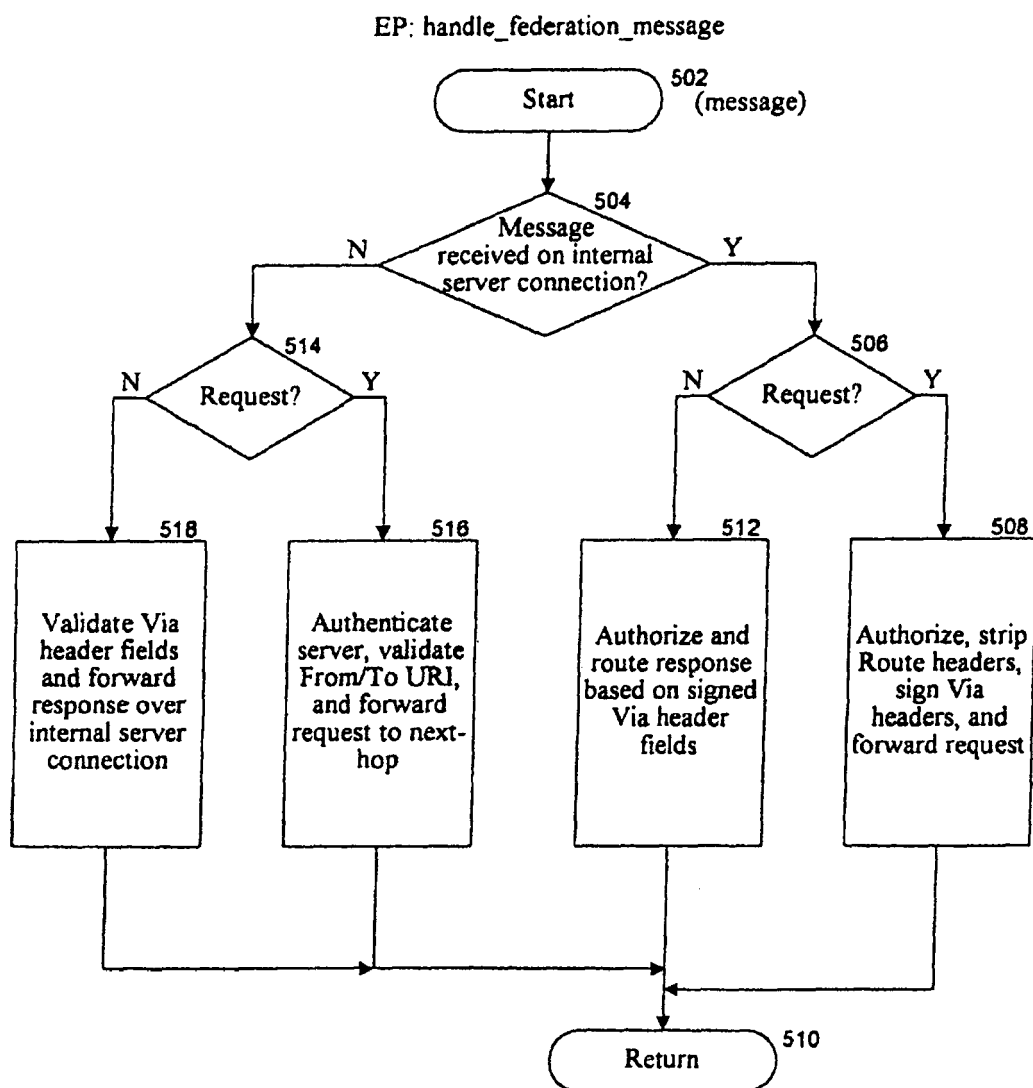 EP: handle_federation_message
Start
502
(message)
504
Message
received on internal
server connection?
N
Y
514
Request?
N
Y
506
Request?
N
Y
518
Validate Via
header fields
and forward
response over
internal server
connection
516
Authenticate
server, validate
From/To URI,
and forward
request to next-
hop
512
Authorize and
route response
based on signed
Via header
fields
508
Authorize, strip
Route headers,
sign Via
headers, and
forward request
Return
510